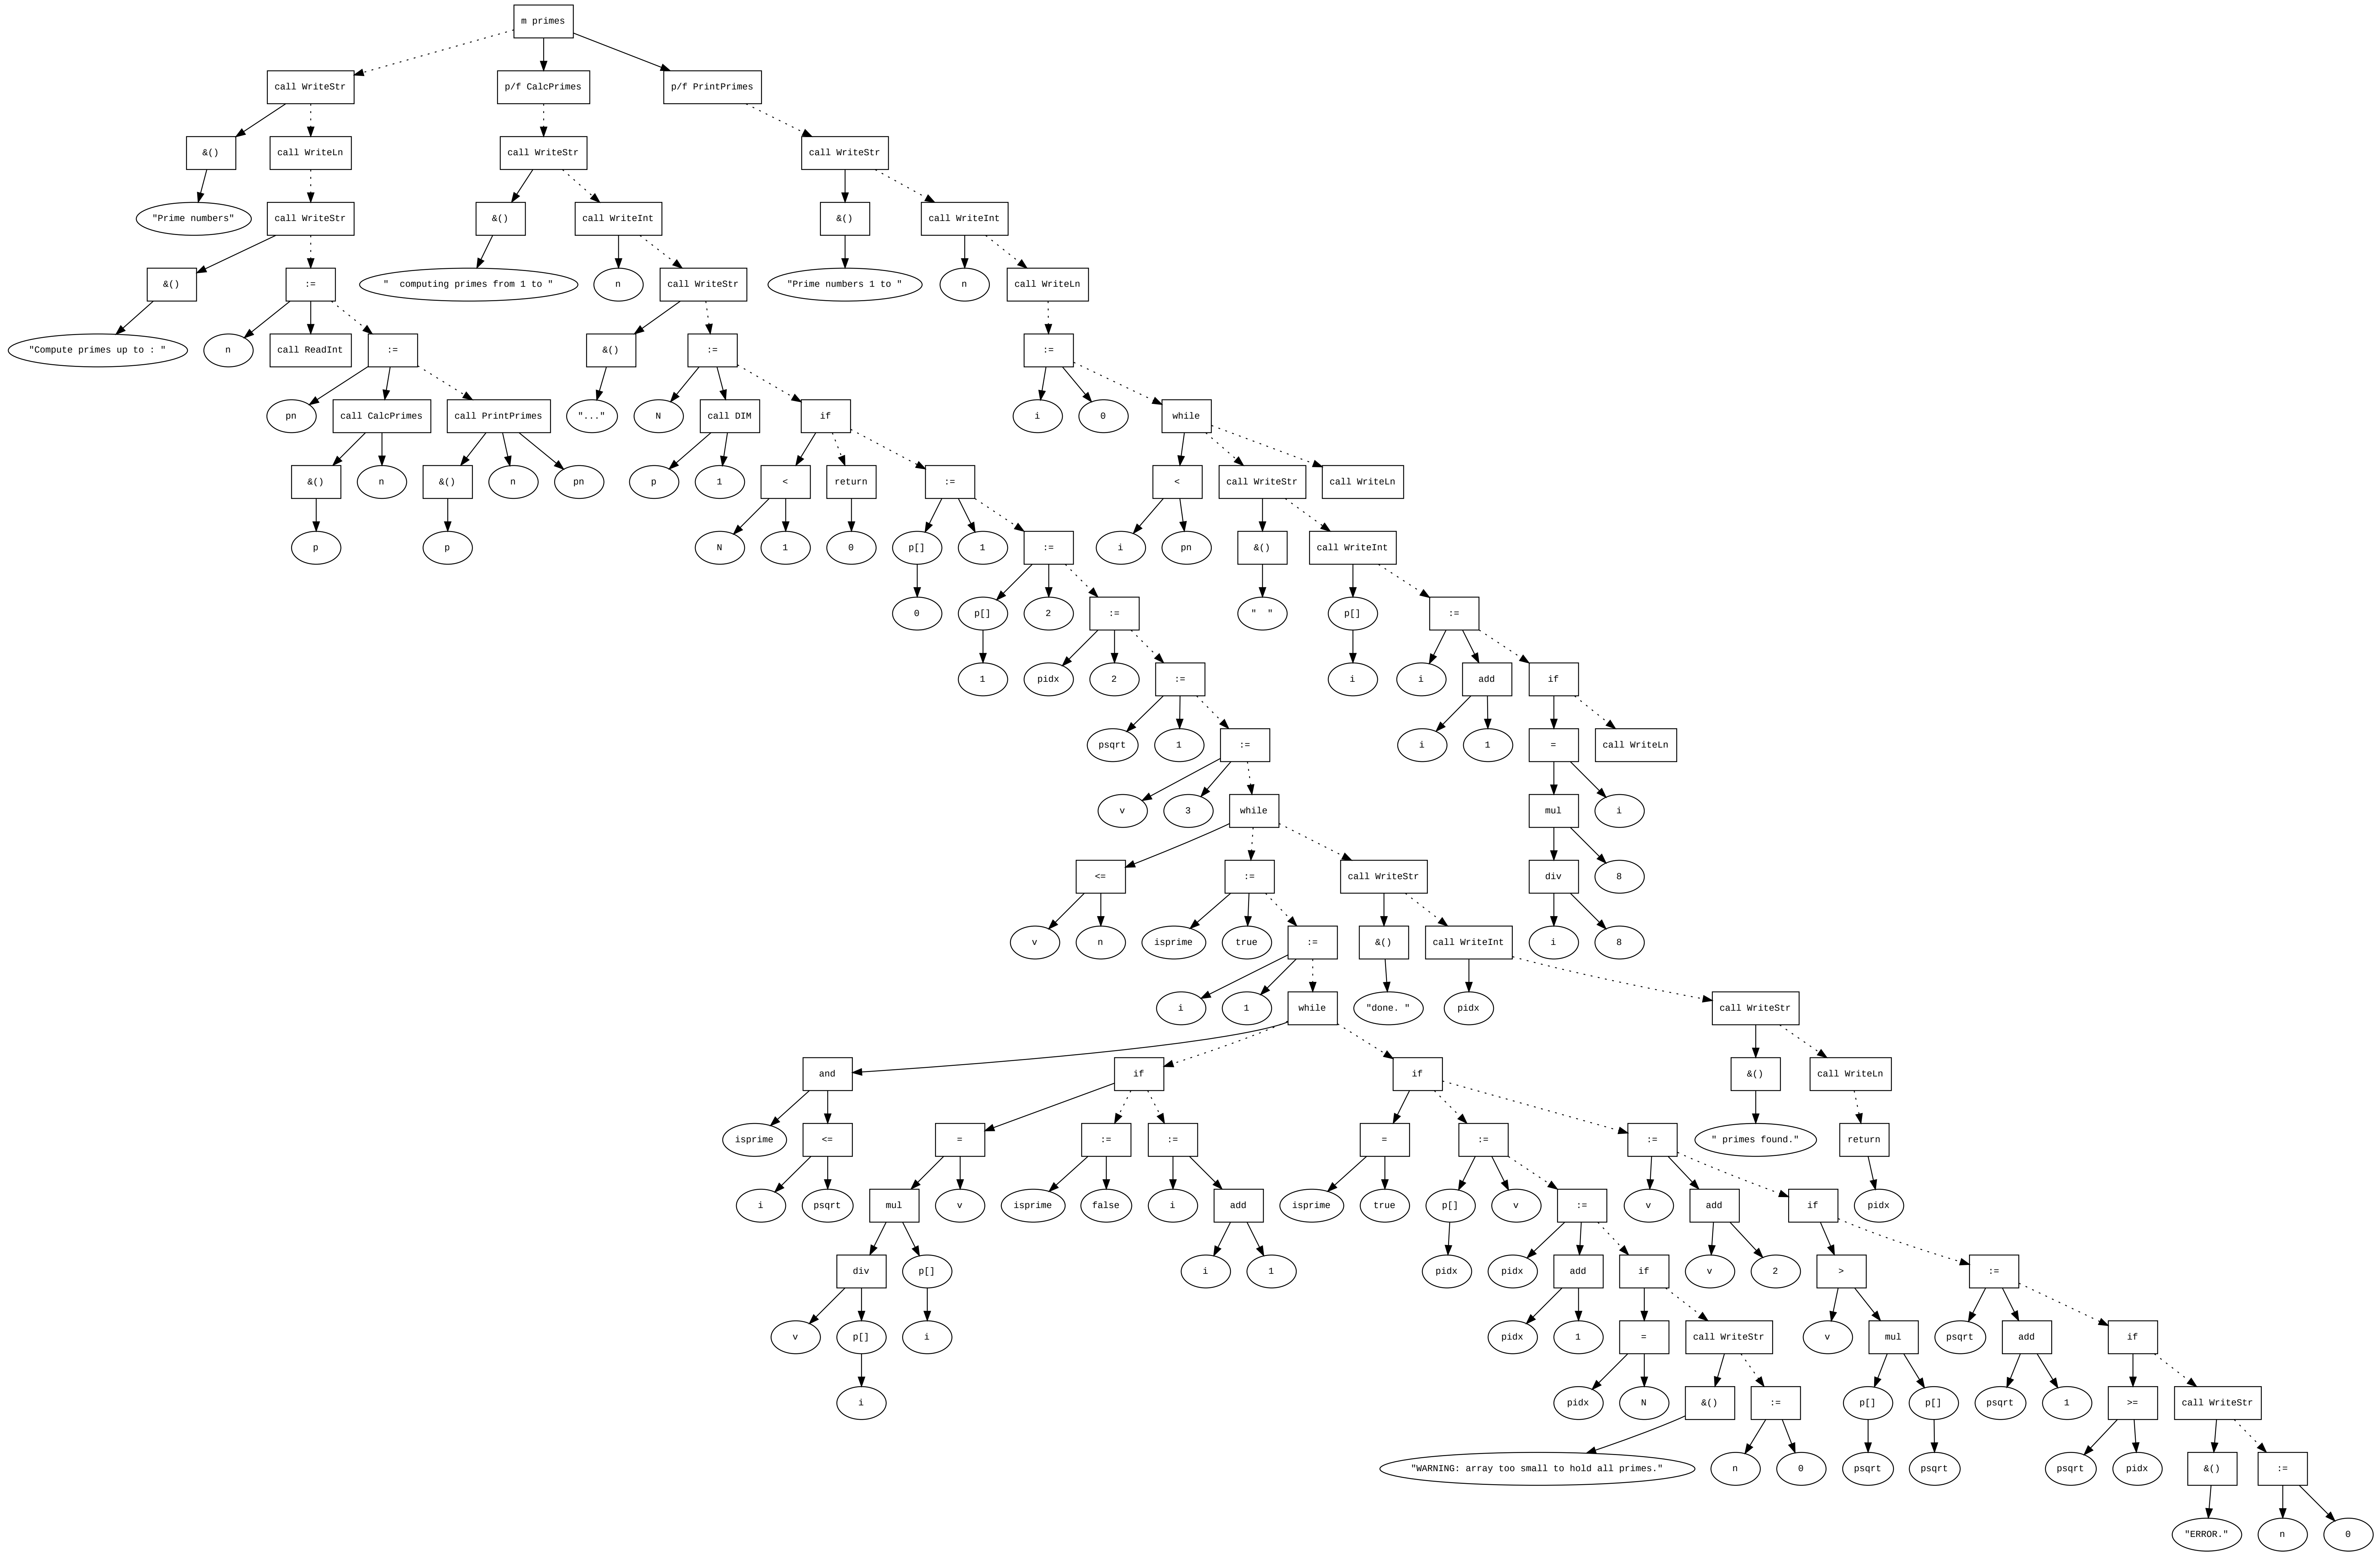 m primes
call WriteStr
p/f CalcPrimes
p/f PrintPrimes
&()
call WriteLn
call WriteStr
call WriteStr
"Prime numbers"
call WriteStr
&()
call WriteInt
&()
call WriteInt
&()
:=
"  computing primes from 1 to "
n
call WriteStr
"Prime numbers 1 to "
n
call WriteLn
"Compute primes up to : "
n
call ReadInt
:=
&()
:=
:=
pn
call CalcPrimes
call PrintPrimes
"..."
N
call DIM
if
i
0
while
&()
n
&()
n
pn
p
1
<
return
:=
<
call WriteStr
call WriteLn
p
p
N
1
0
p[]
1
:=
i
pn
&()
call WriteInt
0
p[]
2
:=
"  "
p[]
:=
1
pidx
2
:=
i
i
add
if
psqrt
1
:=
i
1
=
call WriteLn
v
3
while
mul
i
<=
:=
call WriteStr
div
8
v
n
isprime
true
:=
&()
call WriteInt
i
8
i
1
while
"done. "
pidx
call WriteStr
and
if
if
&()
call WriteLn
isprime
<=
=
:=
:=
=
:=
:=
" primes found."
return
i
psqrt
mul
v
isprime
false
i
add
isprime
true
p[]
v
:=
v
add
if
pidx
div
p[]
i
1
pidx
pidx
add
if
v
2
>
:=
v
p[]
i
pidx
1
=
call WriteStr
v
mul
psqrt
add
if
i
pidx
N
&()
:=
p[]
p[]
psqrt
1
>=
call WriteStr
"WARNING: array too small to hold all primes."
n
0
psqrt
psqrt
psqrt
pidx
&()
:=
"ERROR."
n
0